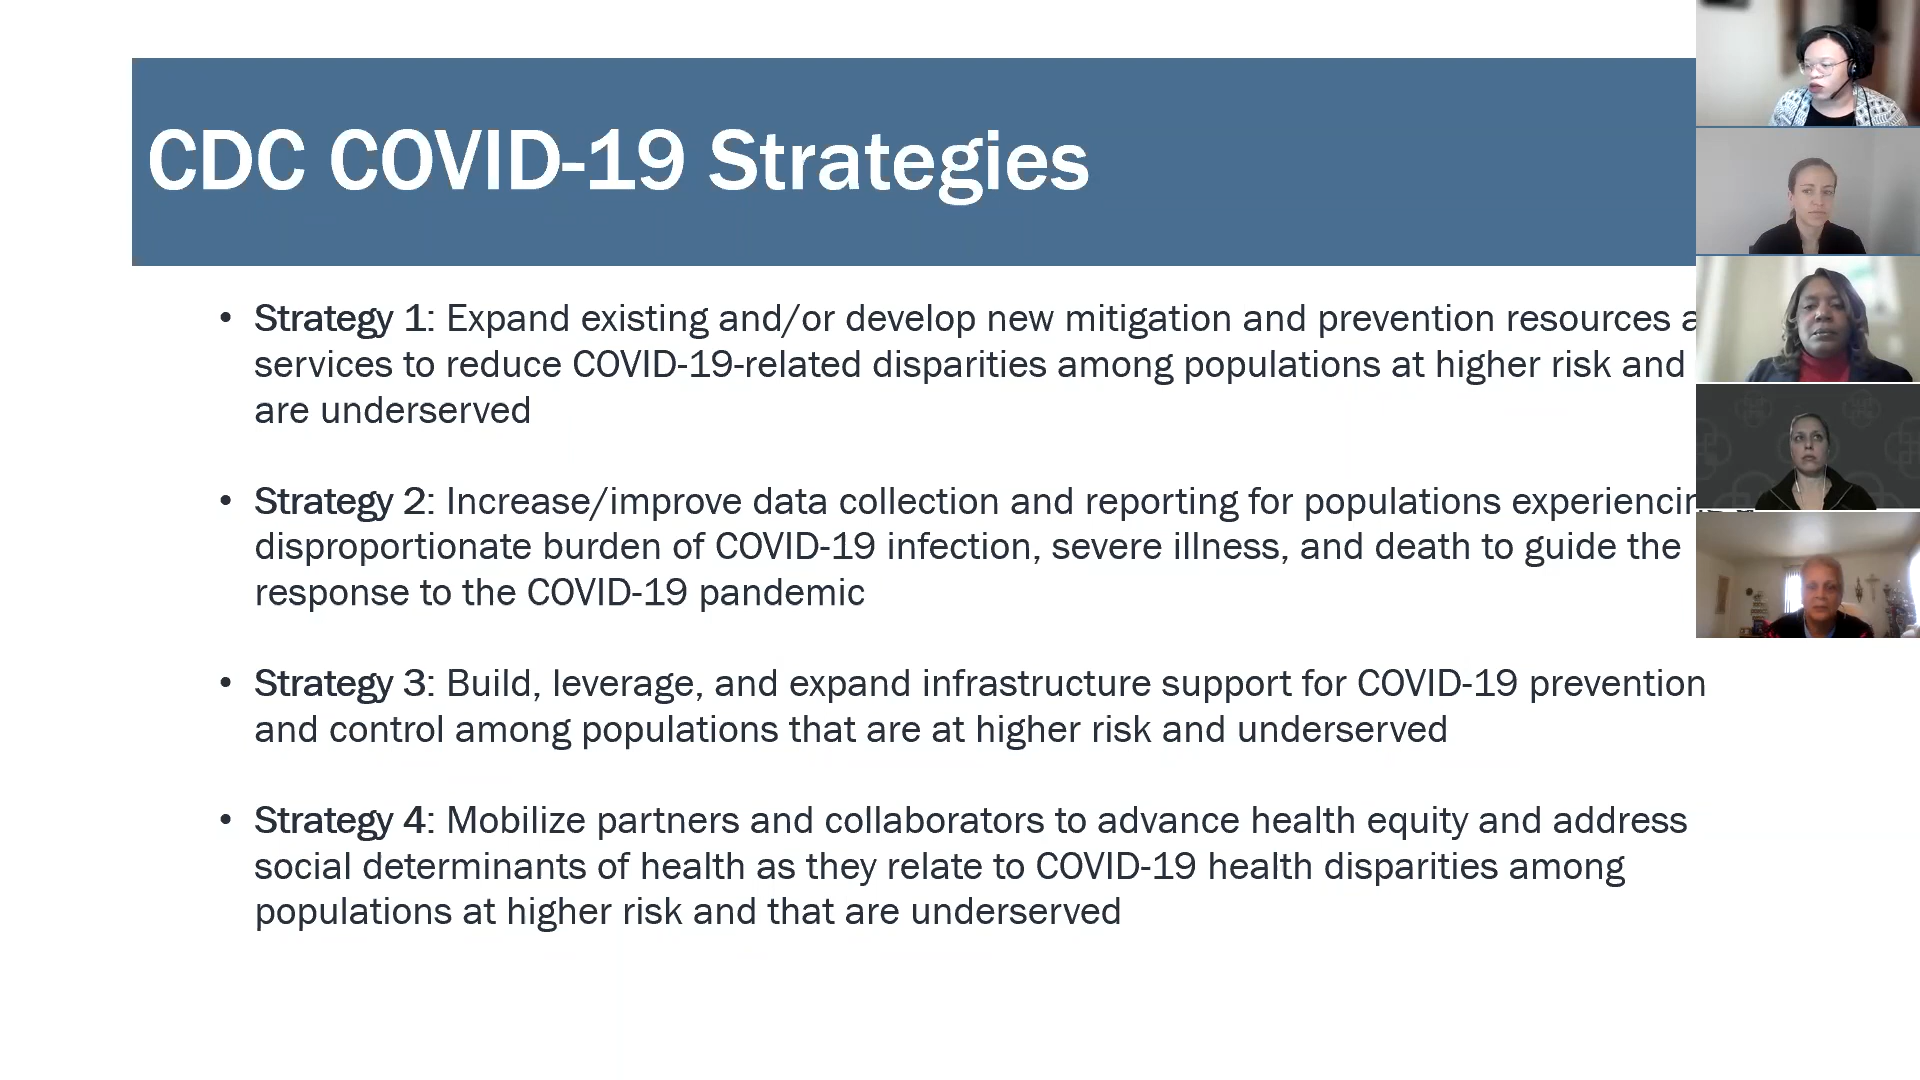 CDC COVID-19 Strategies
• Strategy 1: Expand existing and/or develop new mitigation and prevention resources
services to reduce COVID-19-related disparities among populations at higher risk and
are underserved
• Strategy 2: Increase/improve data collection and reporting for populations
disproportionate burden of COVID-19 infection, severe illness, and death to guide the
response to the COVID-19 pandemic
• Strategy 3: Build, leverage, and expand infrastructure support for COVID-19 prevention
and control among populations that are at higher risk and underserved
• Strategy 4: Mobilize partners and collaborators to advance health equity and address
social determinants of health as they relate to COVID-19 health disparities among
populations at higher risk and that are underserved